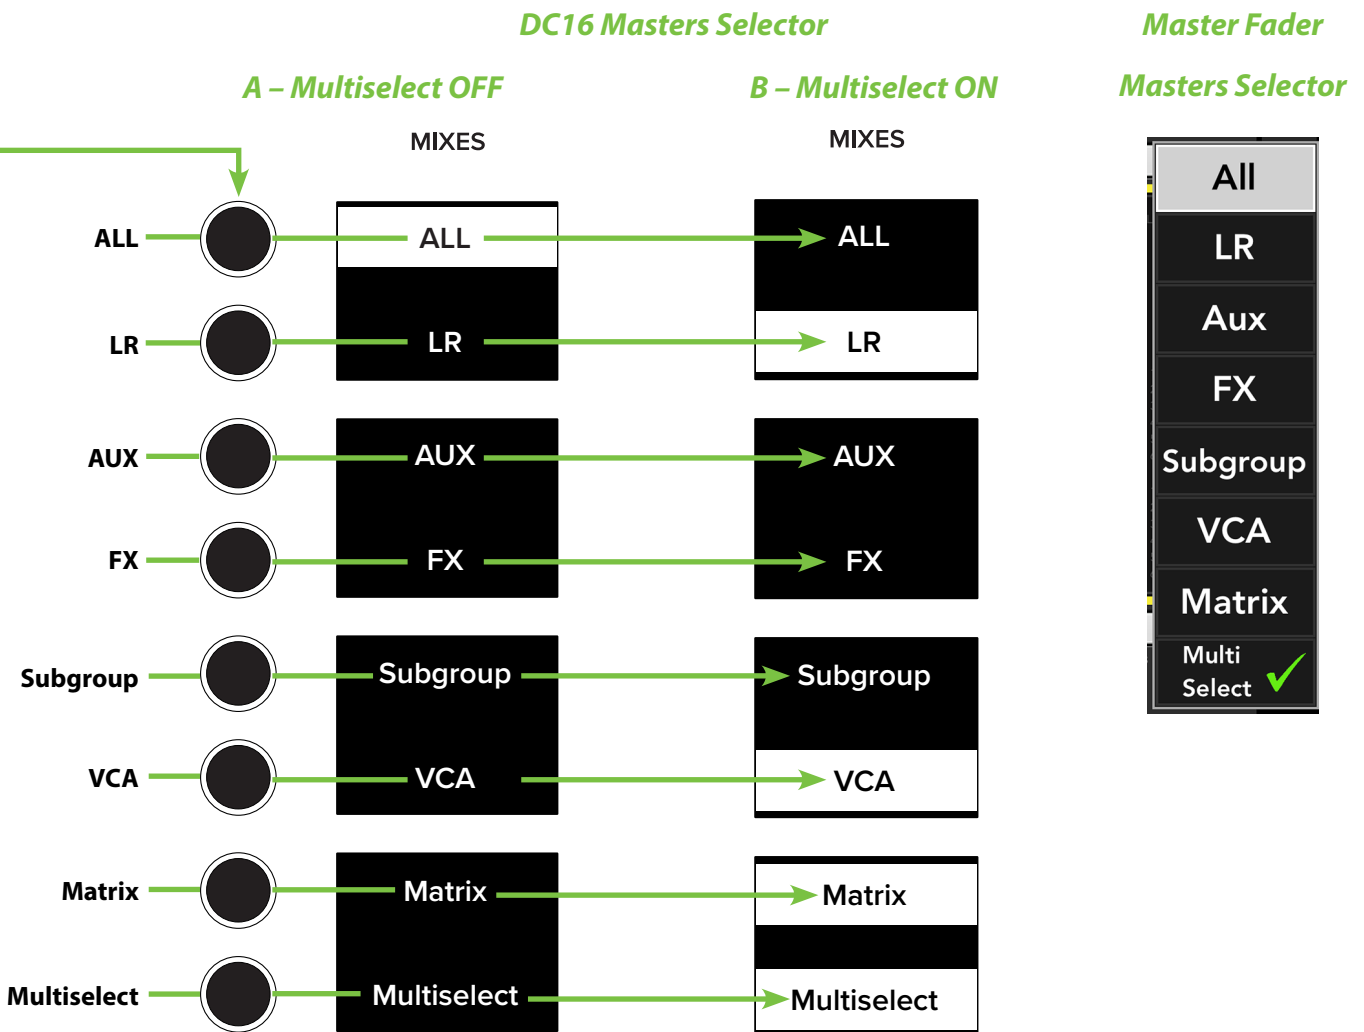 DC16 Masters Selector
Master Fader
Masters Selector
A – Multiselect OFF
B – Multiselect ON
MIXES
MIXES
ALL
ALL
ALL
LR
LR
LR
AUX
AUX
AUX
FX
FX
FX
Subgroup
Subgroup
Subgroup
VCA
VCA
VCA
Matrix
Matrix
Matrix
Multiselect
Multiselect
Multiselect
All
LR
Aux
FX
Subgroup
VCA
Matrix
Multi
Select